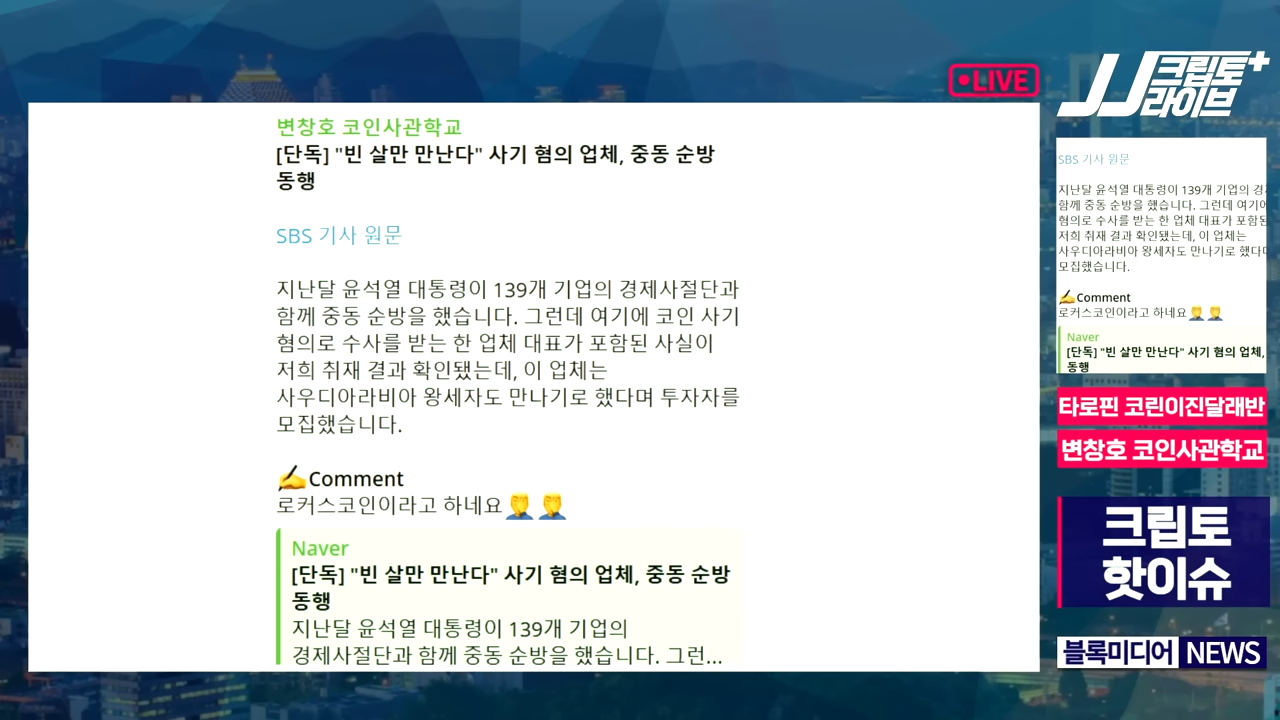 LIVE
JJ 크립토+
라이브
변창호 코인사관학교
[단독] "빈 살만 만난다" 사기 혐의 업체, 중동 순방
동행
SBS 기사 원문
지난달 윤석열 대통령이 139개 기업의 경제사절단과
함께 중동 순방을 했습니다. 그런데 여기에 코인 사기
혐의로 수사를 받는 한 업체 대표가 포함된 사실이
저희 취재 결과 확인됐는데, 이 업체는
사우디아라비아 왕세자도 만나기로 했다며 투자자를
모집했습니다.
✍Comment
로커스코인이라고 하네요🤦‍♂️🤦‍♂️
Naver
[단독] "빈 살만 만난다" 사기 혐의 업체, 중동 순방
동행
지난달 윤석열 대통령이 139개 기업의
경제사절단과 함께 중동 순방을 했습니다. 그런...
SBS 기사 원문
지난달 윤석열 대통령이 139개 기업의 경
함께 중동 순방을 했습니다. 그런데 여기에
혐의로 수사를 받는 한 업체 대표가 포함된
저희 취재 결과 확인됐는데, 이 업체는
사우디아라비아 왕세자도 만나기로 했다며
모집했습니다.
✍Comment
로커스코인이라고 하네요🤦‍♂️🤦‍♂️
Naver
[단독] "빈 살만 만난다" 사기 혐의 업체,
동행
타로핀 코린이진달래반
변창호 코인사관학교
크립토
핫이슈
블록미디어 NEWS